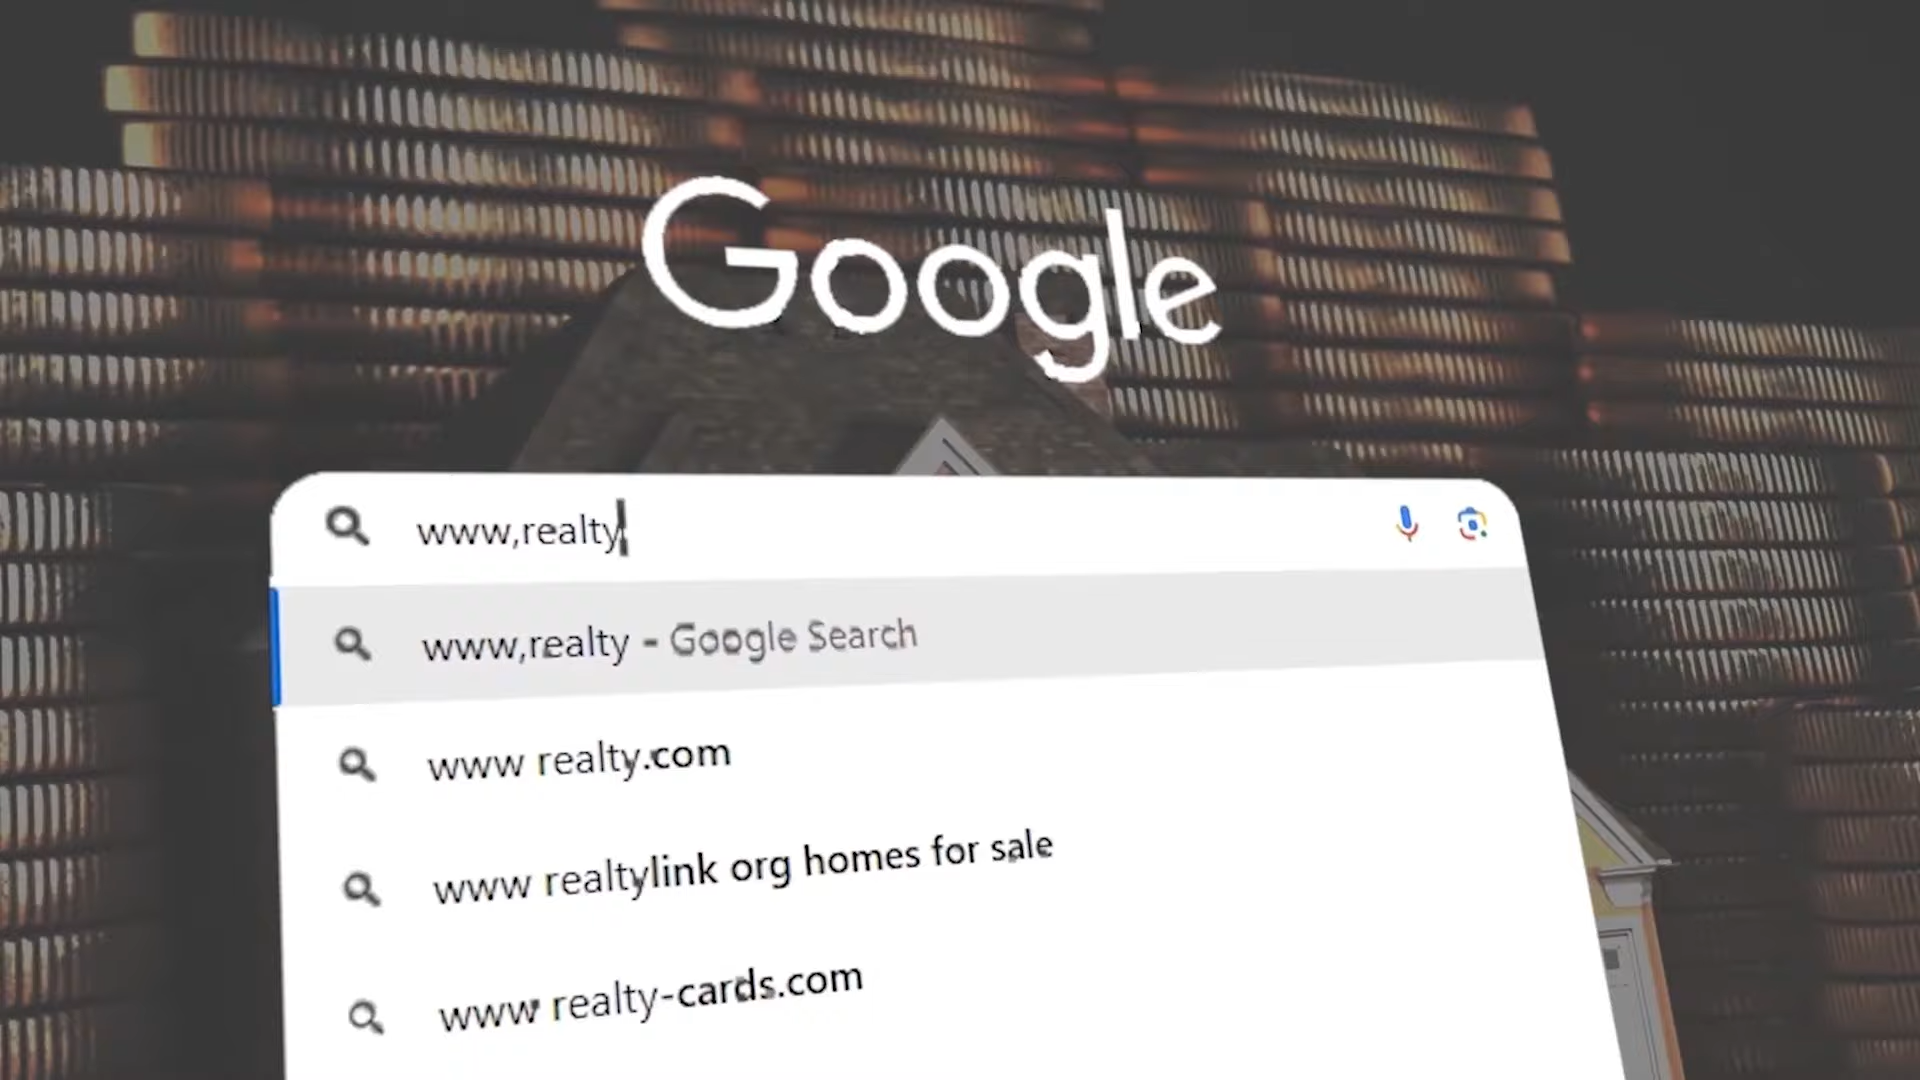 Google
www,realty
www,realty - Google Search
www realty.com
www realtylink org homes for sale
www realty-cards.com